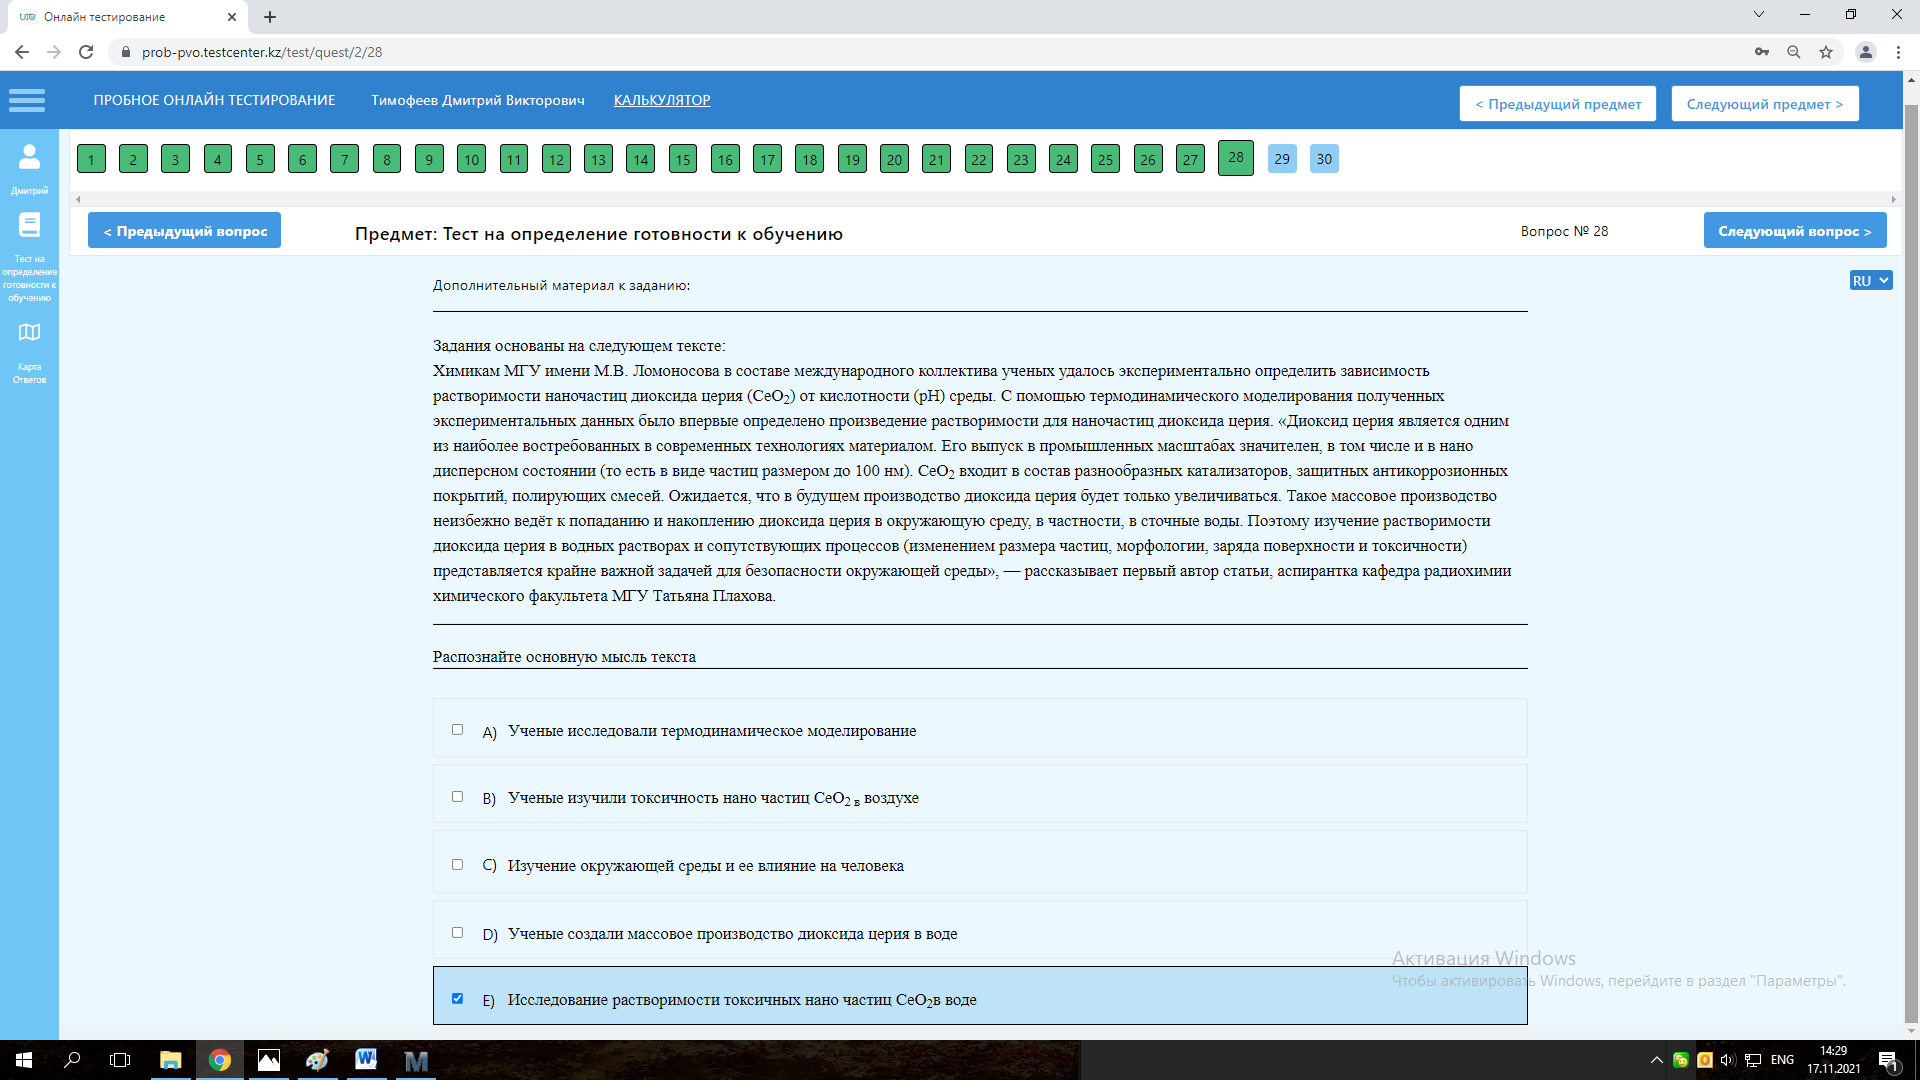 Онлайн тестирование
prob-pvo.testcenter.kz/test/quest/2/28
ПРОБНОЕ ОНЛАЙН ТЕСТИРОВАНИЕ
Тимофеев Дмитрий Викторович
КАЛЬКУЛЯТОР
< Предыдущий предмет
Следующий предмет >
1 2 3 4 5 6 7 8 9 10 11 12 13 14 15 16 17 18 19 20 21 22 23 24 25 26 27 28 29 30
Дмитрий
Тест на
определение
готовности к
обучению
Карта
Ответов
< Предыдущий вопрос
Предмет: Тест на определение готовности к обучению
Вопрос № 28
Следующий вопрос >
RU
Дополнительный материал к заданию:
Задания основаны на следующем тексте:
Химикам МГУ имени М.В. Ломоносова в составе международного коллектива ученых удалось экспериментально определить зависимость
растворимости наночастиц диоксида церия (CeO2) от кислотности (pH) среды. С помощью термодинамического моделирования полученных
экспериментальных данных было впервые определено произведение растворимости для наночастиц диоксида церия. «Диоксид церия является одним
из наиболее востребованных в современных технологиях материалом. Его выпуск в промышленных масштабах значителен, в том числе и в нано
дисперсном состоянии (то есть в виде частиц размером до 100 нм). CeO2 входит в состав разнообразных катализаторов, защитных антикоррозионных
покрытий, полирующих смесей. Ожидается, что в будущем производство диоксида церия будет только увеличиваться. Такое массовое производство
неизбежно ведёт к попаданию и накоплению диоксида церия в окружающую среду, в частности, в сточные воды. Поэтому изучение растворимости
диоксида церия в водных растворах и сопутствующих процессов (изменением размера частиц, морфологии, заряда поверхности и токсичности)
представляется крайне важной задачей для безопасности окружающей среды», — рассказывает первый автор статьи, аспирантка кафедра радиохимии
химического факультета МГУ Татьяна Плахова.
Распознайте основную мысль текста
A) Ученые исследовали термодинамическое моделирование
B) Ученые изучили токсичность нано частиц CeO2 в воздухе
C) Изучение окружающей среды и ее влияние на человека
D) Ученые создали массовое производство диоксида церия в воде
E) Исследование растворимости токсичных нано частиц CeO2в воде
Активация Windows
Чтобы активировать Windows, перейдите в раздел "Параметры".
ENG
14:29
17.11.2021
1